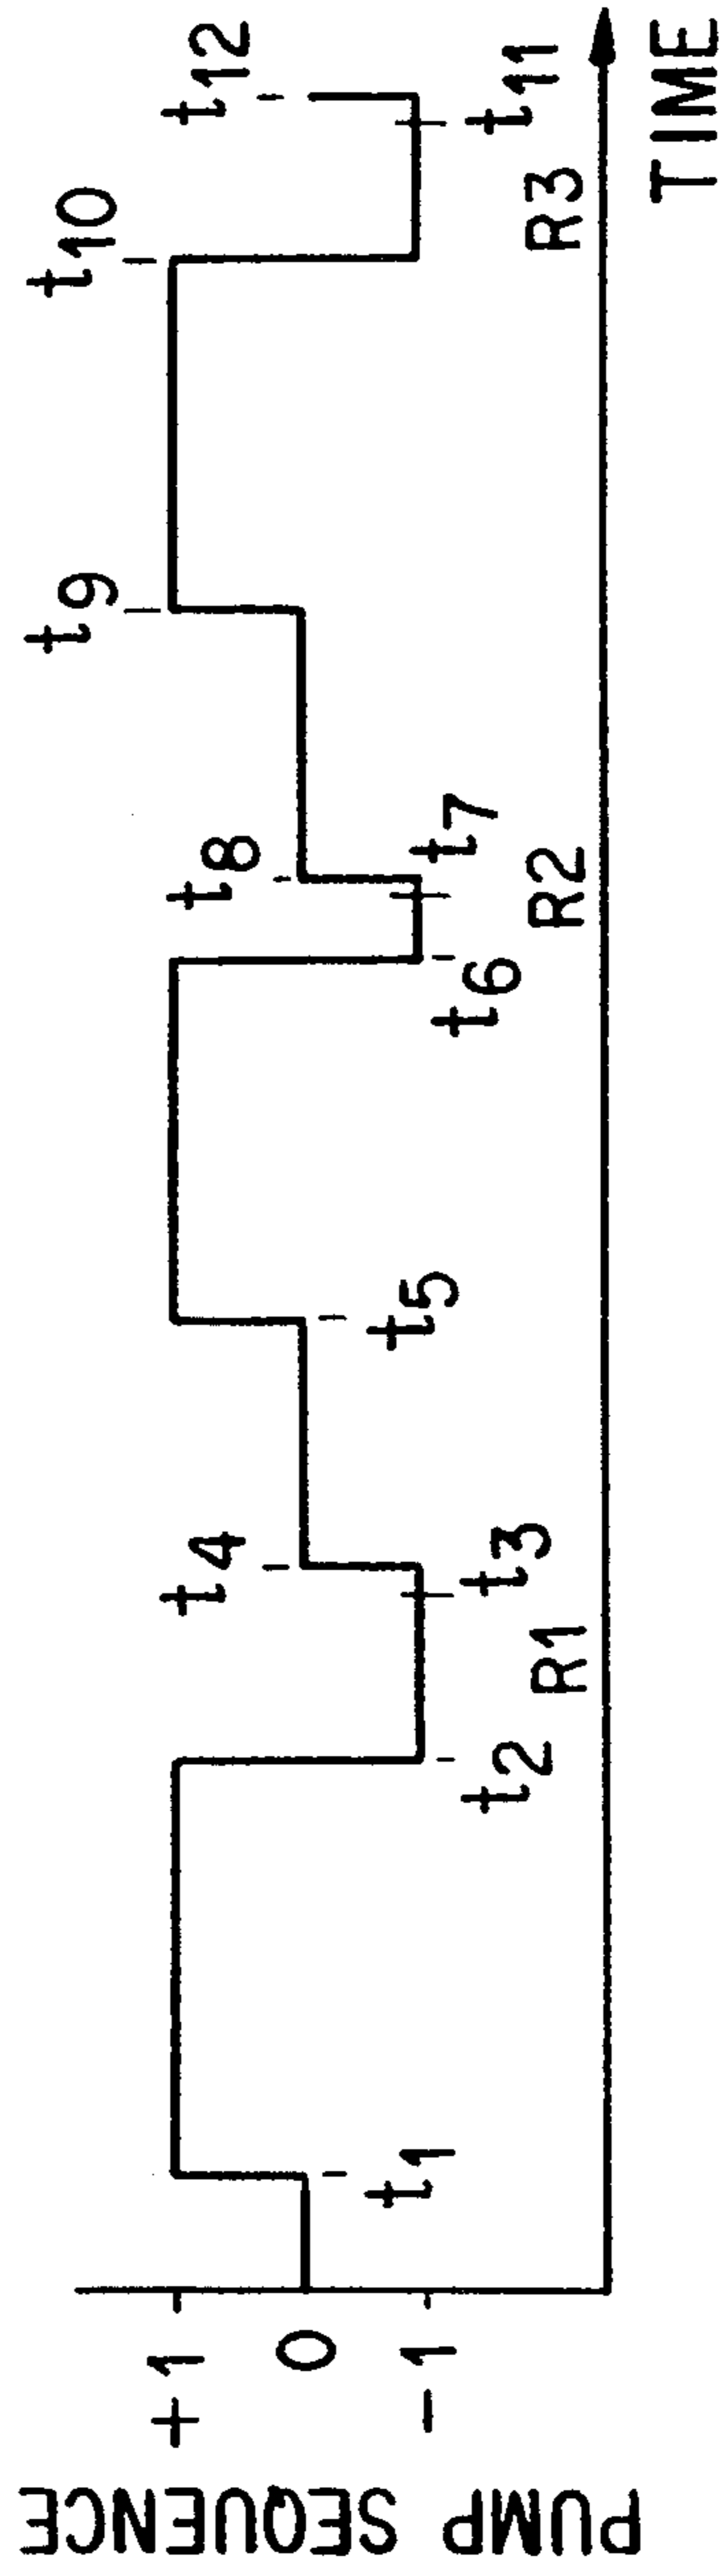 PUMP SEQUENCE
+1
0
-1
t1
t2
t3
t4
t5
t6
t7
t8
t9
t10
t11
t12
R1
R2
R3
TIME